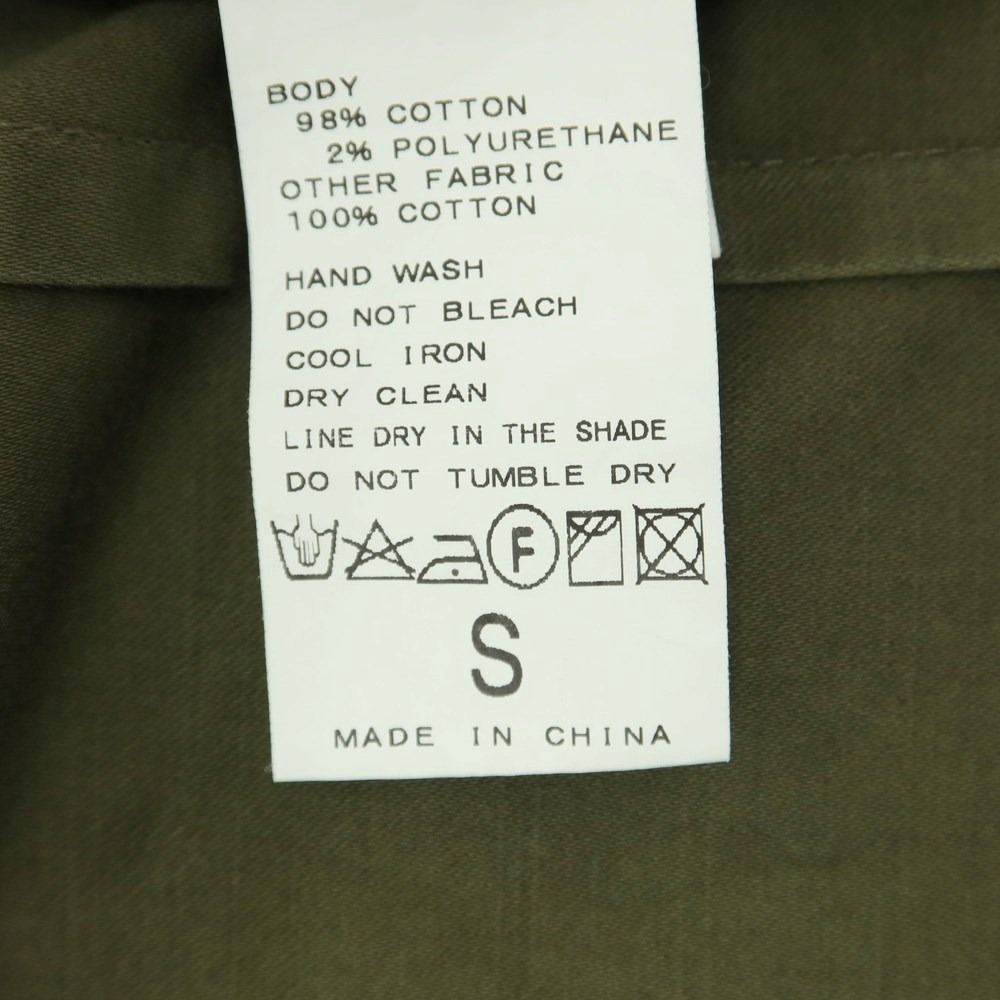 BODY
98% COTTON
2% POLYURETHANE
OTHER FABRIC
100% COTTON
HAND WASH
DO NOT BLEACH
COOL IRON
DRY CLEAN
LINE DRY IN THE SHADE
DO NOT TUMBLE DRY
F
S
MADE IN CHINA